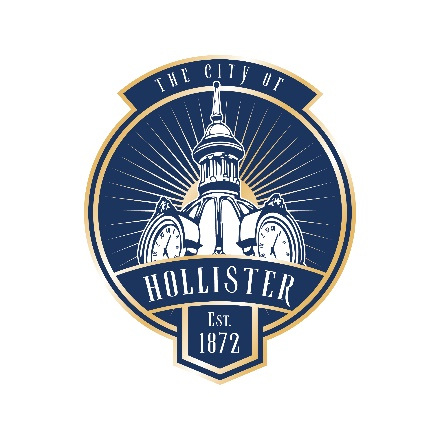 THE CITY OF
HOLLISTER
EST.
1872